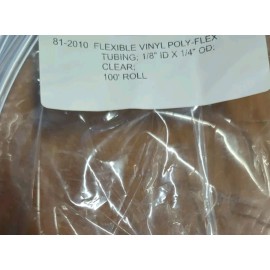 81-2010 FLEXIBLE VINYL POLY-FLEX
TUBING; 1/8" ID X 1/4" OD;
CLEAR;
100' ROLL